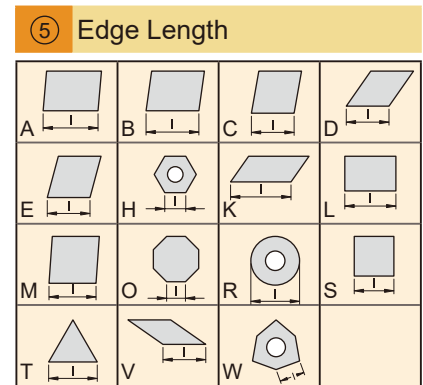 ⑤ Edge Length
A l B l C l D l
E l H l K l L l
M l O l R l S l
T l V l W l